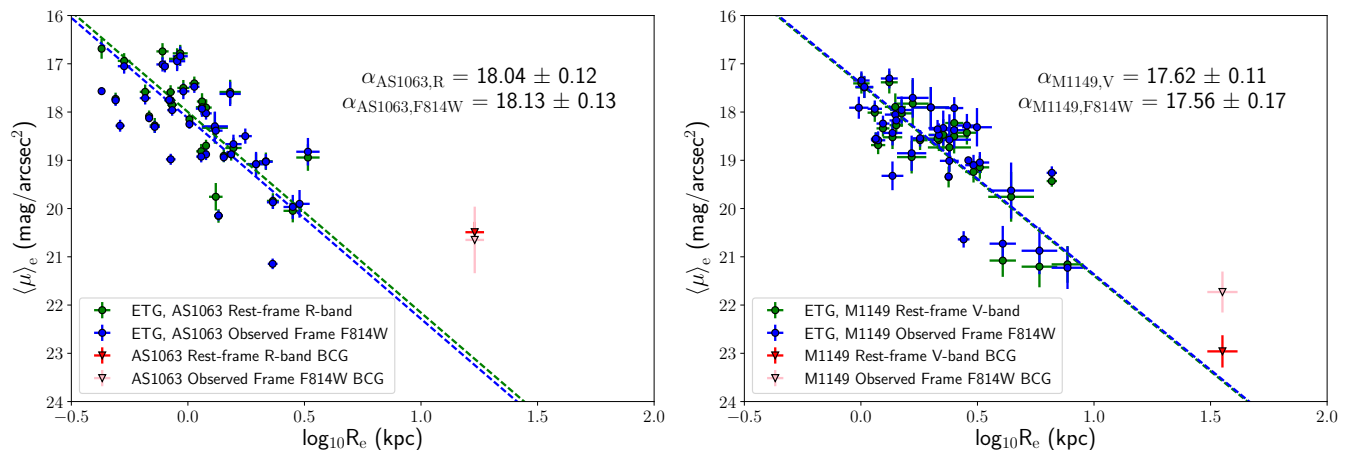 16
17
18
19
20
21
22
23
24
⟨μ⟩e (mag/arcsec²)
αAS1063,R = 18.04 ± 0.12
αAS1063,F814W = 18.13 ± 0.13
ETG, AS1063 Rest-frame R-band
ETG, AS1063 Observed Frame F814W
AS1063 Rest-frame R-band BCG
AS1063 Observed Frame F814W BCG
−0.5 0.0 0.5 1.0 1.5 2.0
log₁₀Rₑ (kpc)
16
17
18
19
20
21
22
23
24
⟨μ⟩e (mag/arcsec²)
αM1149,V = 17.62 ± 0.11
αM1149,F814W = 17.56 ± 0.17
ETG, M1149 Rest-frame V-band
ETG, M1149 Observed Frame F814W
M1149 Rest-frame V-band BCG
M1149 Observed Frame F814W BCG
−0.5 0.0 0.5 1.0 1.5 2.0
log₁₀Rₑ (kpc)